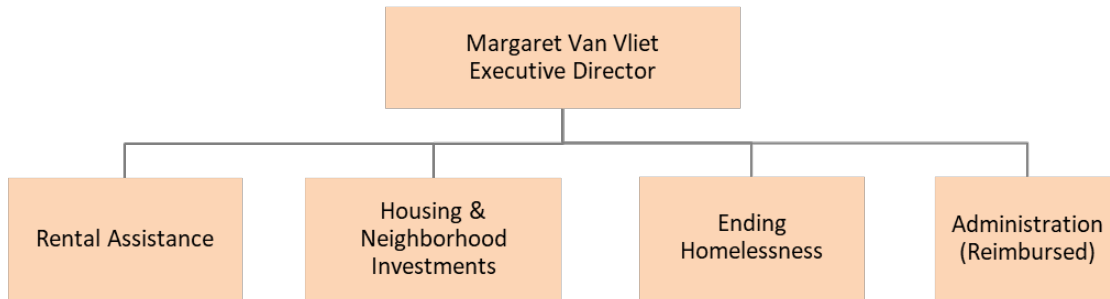 Margaret Van Vliet
Executive Director
Rental Assistance
Housing &
Neighborhood
Investments
Ending
Homelessness
Administration
(Reimbursed)